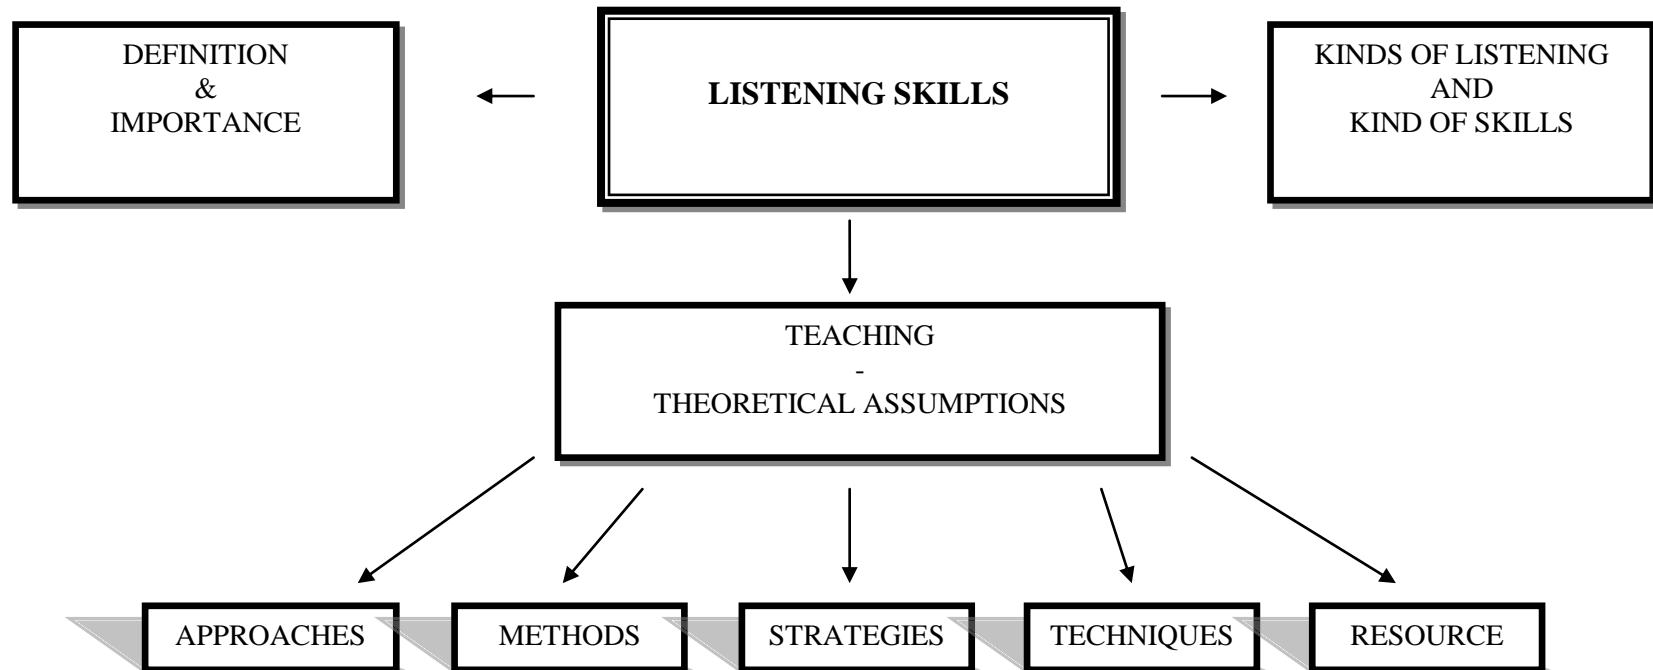 DEFINITION
&
IMPORTANCE
LISTENING SKILLS
KINDS OF LISTENING
AND
KIND OF SKILLS
TEACHING
-
THEORETICAL ASSUMPTIONS
APPROACHES
METHODS
STRATEGIES
TECHNIQUES
RESOURCE